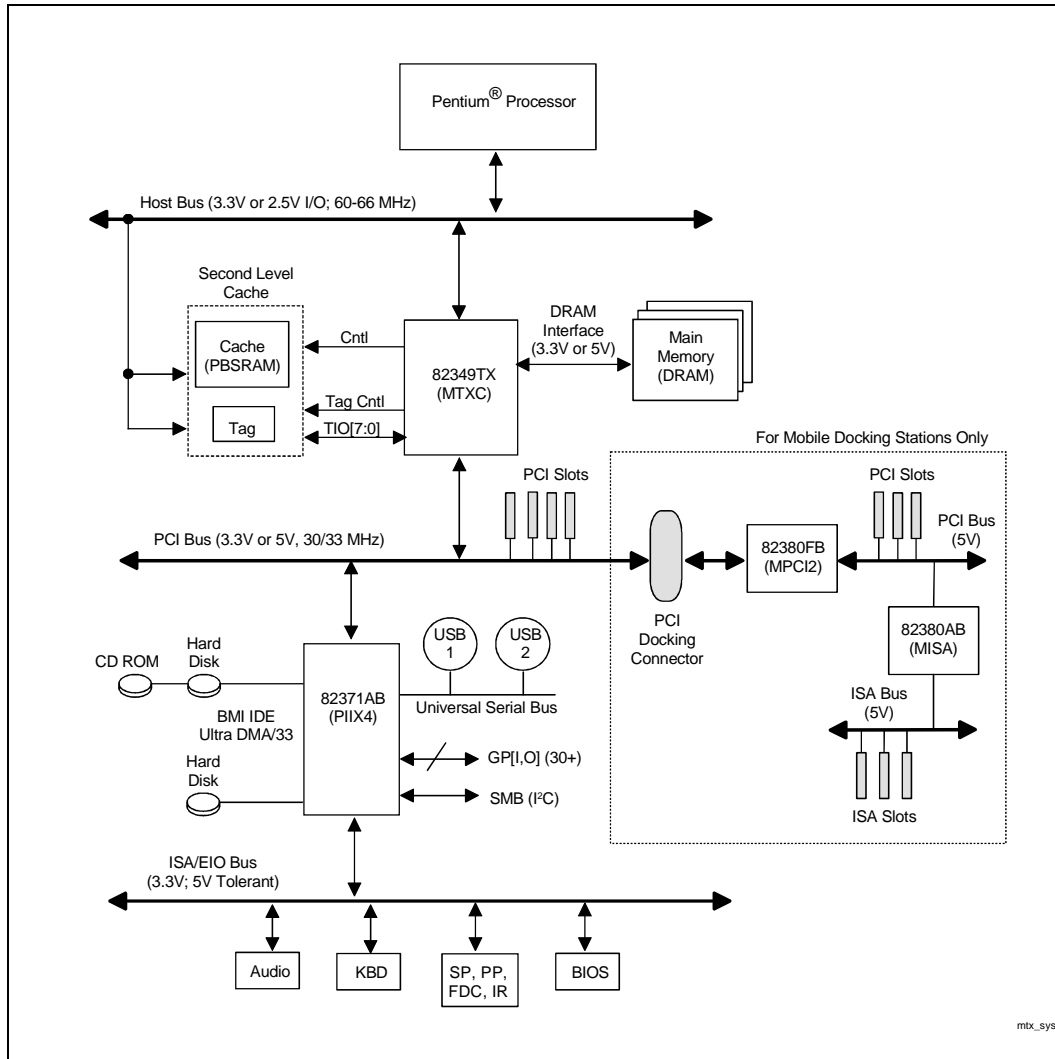 Pentium® Processor
Host Bus (3.3V or 2.5V I/O; 60-66 MHz)
Second Level
Cache
Cache
(PBSRAM)
Tag
Cntl
Tag Cntl
TIO[7:0]
82349TX
(MTXC)
DRAM
Interface
(3.3V or 5V)
Main
Memory
(DRAM)
For Mobile Docking Stations Only
PCI Slots
PCI Slots
PCI Bus
(5V)
PCI Bus (3.3V or 5V, 30/33 MHz)
82380FB
(MPCI2)
PCI
Docking
Connector
82380AB
(MISA)
ISA Bus
(5V)
ISA Slots
CD ROM
Hard
Disk
BMI IDE
Ultra DMA/33
Hard
Disk
82371AB
(PIIX4)
USB
1
USB
2
Universal Serial Bus
GP[I,O] (30+)
SMB (I²C)
ISA/EIO Bus
(3.3V; 5V Tolerant)
Audio
KBD
SP, PP,
FDC, IR
BIOS
mtx_sys